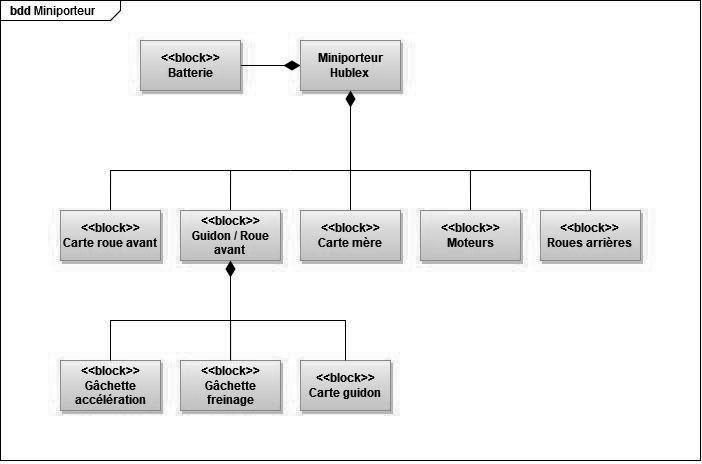 bdd Miniporteur
<<block>>
Batterie
Miniporteur
Hublex
<<block>>
Carte roue avant
<<block>>
Guidon / Roue
avant
<<block>>
Carte mère
<<block>>
Moteurs
<<block>>
Roues arrières
<<block>>
Gâchette
accélération
<<block>>
Gâchette
freinage
<<block>>
Carte guidon